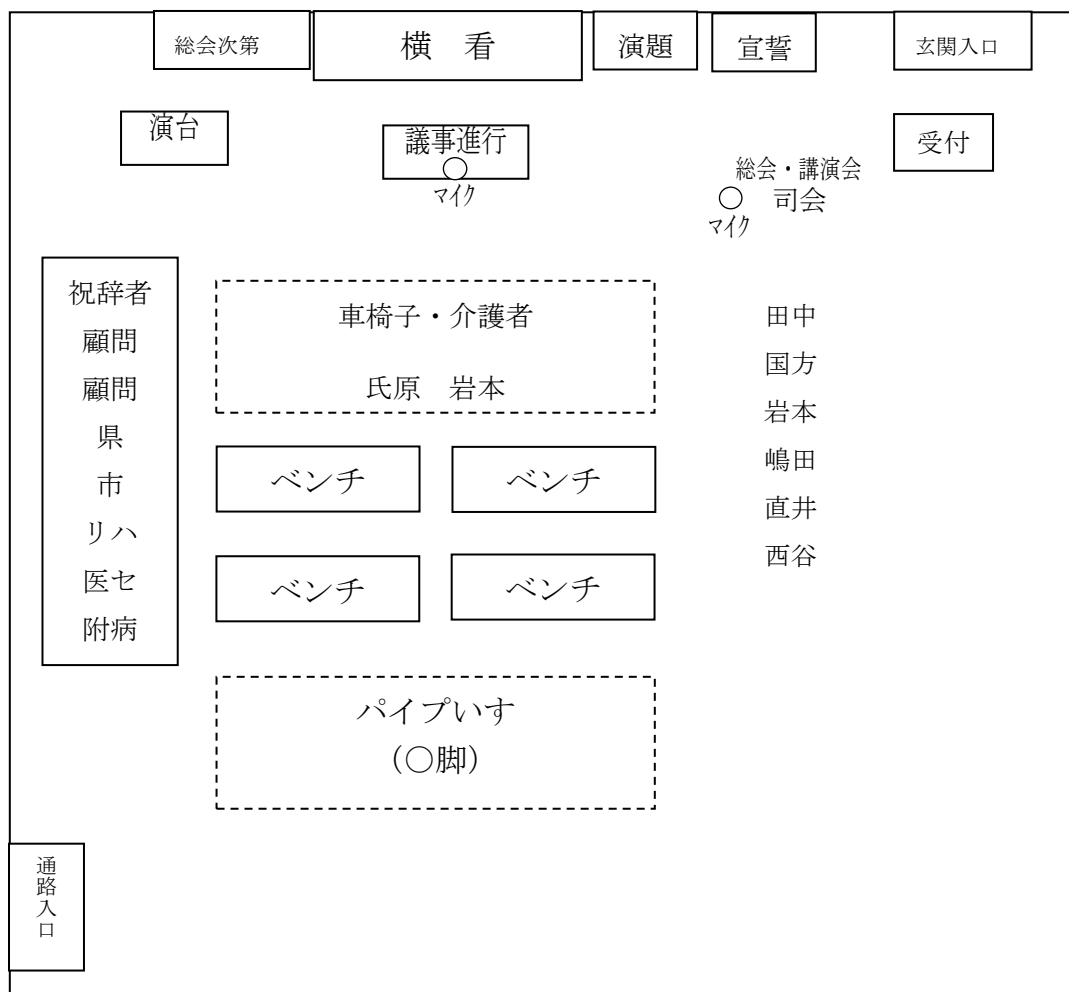 総会次第
横　看
演題
宣誓
玄関入口
演台
議事進行
○
マイク
受付
総会・講演会
○　司会
マイク
祝辞者
顧問
顧問
県
市
リハ
医セ
附病
車椅子・介護者
氏原　岩本
ベンチ
ベンチ
ベンチ
ベンチ
パイプいす
（○脚）
田中
国方
岩本
嶋田
直井
西谷
通路入口